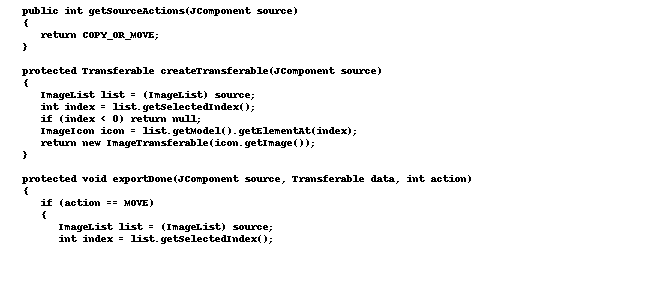 public int getSourceActions(JComponent source)
{
   return COPY_OR_MOVE;
}

protected Transferable createTransferable(JComponent source)
{
   ImageList list = (ImageList) source;
   int index = list.getSelectedIndex();
   if (index < 0) return null;
   ImageIcon icon = list.getModel().getElementAt(index);
   return new ImageTransferable(icon.getImage());
}

protected void exportDone(JComponent source, Transferable data, int action)
{
   if (action == MOVE)
   {
      ImageList list = (ImageList) source;
      int index = list.getSelectedIndex();